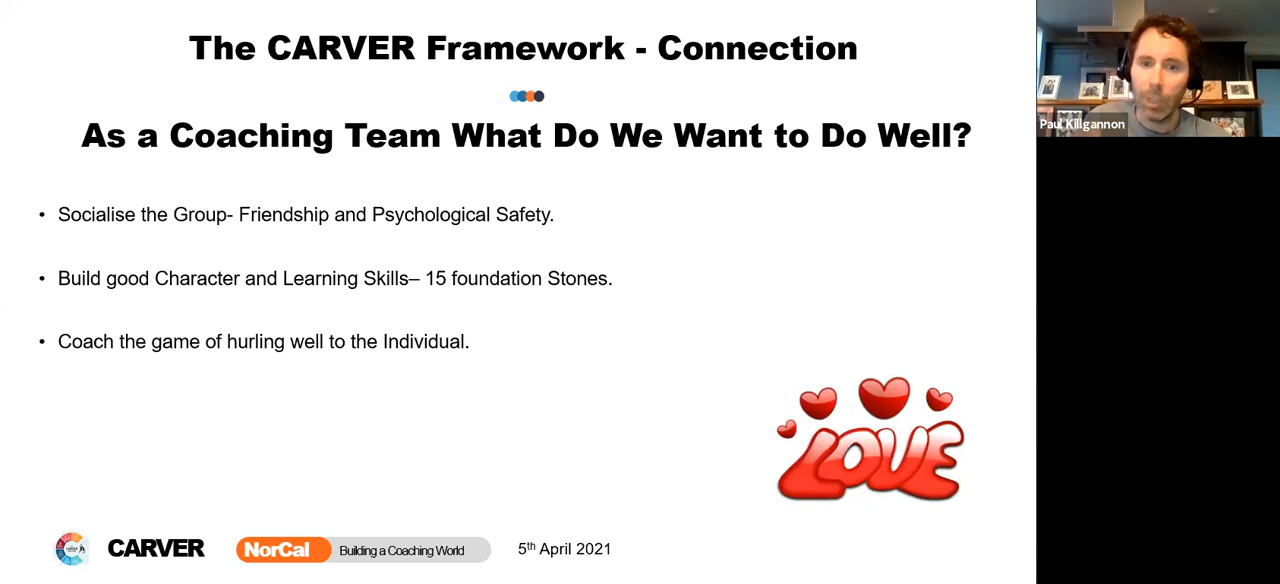 The CARVER Framework - Connection
As a Coaching Team What Do We Want to Do Well?
• Socialise the Group- Friendship and Psychological Safety.
• Build good Character and Learning Skills– 15 foundation Stones.
• Coach the game of hurling well to the Individual.
LOVE
CARVER
NorCal Building a Coaching World
5th April 2021
Paul Killgannon